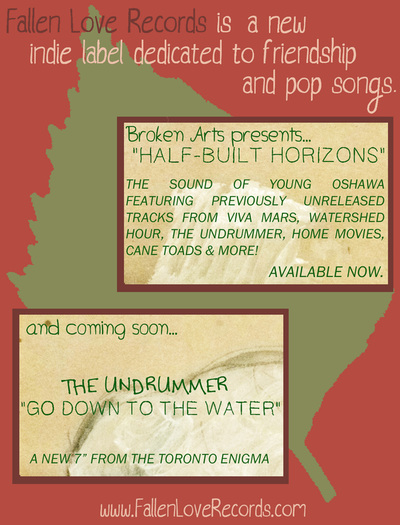 Fallen Love Records is a new
indie label dedicated to friendship
and pop songs.
Broken Arts presents...
"HALF-BUILT HORIZONS"
THE SOUND OF YOUNG OSHAWA
FEATURING PREVIOUSLY UNRELEASED
TRACKS FROM VIVA MARS, WATERSHED
HOUR, THE UNDRUMMER, HOME MOVIES,
CANE TOADS & MORE!
AVAILABLE NOW.
and coming soon...
THE UNDRUMMER
"GO DOWN TO THE WATER"
A NEW 7" FROM THE TORONTO ENIGMA
www.FallenLoveRecords.com